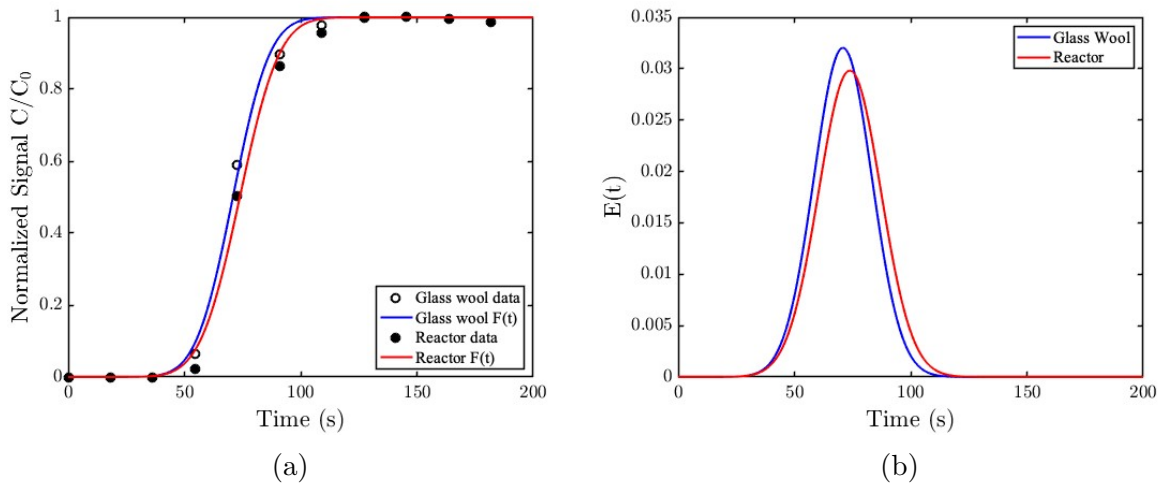 Normalized Signal C/C₀
1
0.8
0.6
0.4
0.2
0
0 50 100 150 200
Time (s)
Glass wool data
Glass wool F(t)
Reactor data
Reactor F(t)
(a)
E(t)
0.035
0.03
0.025
0.02
0.015
0.01
0.005
0
0 50 100 150 200
Time (s)
Glass Wool
Reactor
(b)